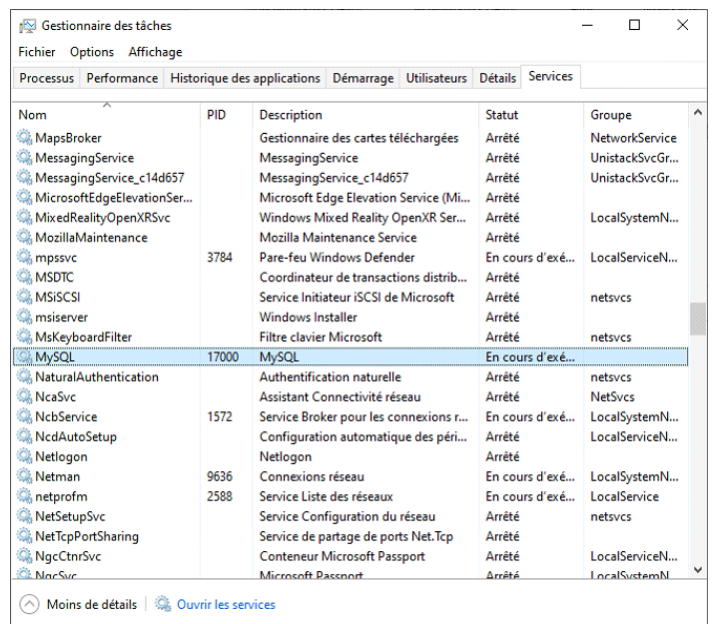 Gestionnaire des tâches
Fichier Options Affichage
Processus Performance Historique des applications Démarrage Utilisateurs Détails Services
Nom PID Description Statut Groupe
MapsBroker Gestionnaire des cartes téléchargées Arrêté NetworkService
MessagingService MessagingService Arrêté UnistackSvcGr...
MessagingService_c14d657 MessagingService_c14d657 Arrêté UnistackSvcGr...
MicrosoftEdgeElevationSer... Microsoft Edge Elevation Service (Mi... Arrêté
MixedRealityOpenXRSvc Windows Mixed Reality OpenXR Ser... Arrêté LocalSystemN...
MozillaMaintenance Mozilla Maintenance Service Arrêté
mpssvc 3784 Pare-feu Windows Defender En cours d'exé... LocalServiceN...
MSDTC Coordinateur de transactions distrib... Arrêté
MSiSCSI Service Initiateur iSCSI de Microsoft Arrêté netsvcs
msiserver Windows Installer Arrêté
MsKeyboardFilter Filtre clavier Microsoft Arrêté netsvcs
MySQL 17000 MySQL En cours d'exé...
NaturalAuthentication Authentification naturelle Arrêté netsvcs
NcaSvc Assistant Connectivité réseau Arrêté NetSvcs
NcbService 1572 Service Broker pour les connexions r... En cours d'exé... LocalSystemN...
NcdAutoSetup Configuration automatique des péri... Arrêté LocalServiceN...
Netlogon Netlogon Arrêté
Netman 9636 Connexions réseau En cours d'exé... LocalSystemN...
netprofm 2588 Service Liste des réseaux En cours d'exé... LocalService
NetSetupSvc Service Configuration du réseau Arrêté netsvcs
NetTcpPortSharing Service de partage de ports Net.Tcp Arrêté
NgcCtnrSvc Conteneur Microsoft Passport Arrêté LocalServiceN...
NgcSvc Microsoft Passport Arrêté LocalSystemN
Moins de détails Ouvrir les services